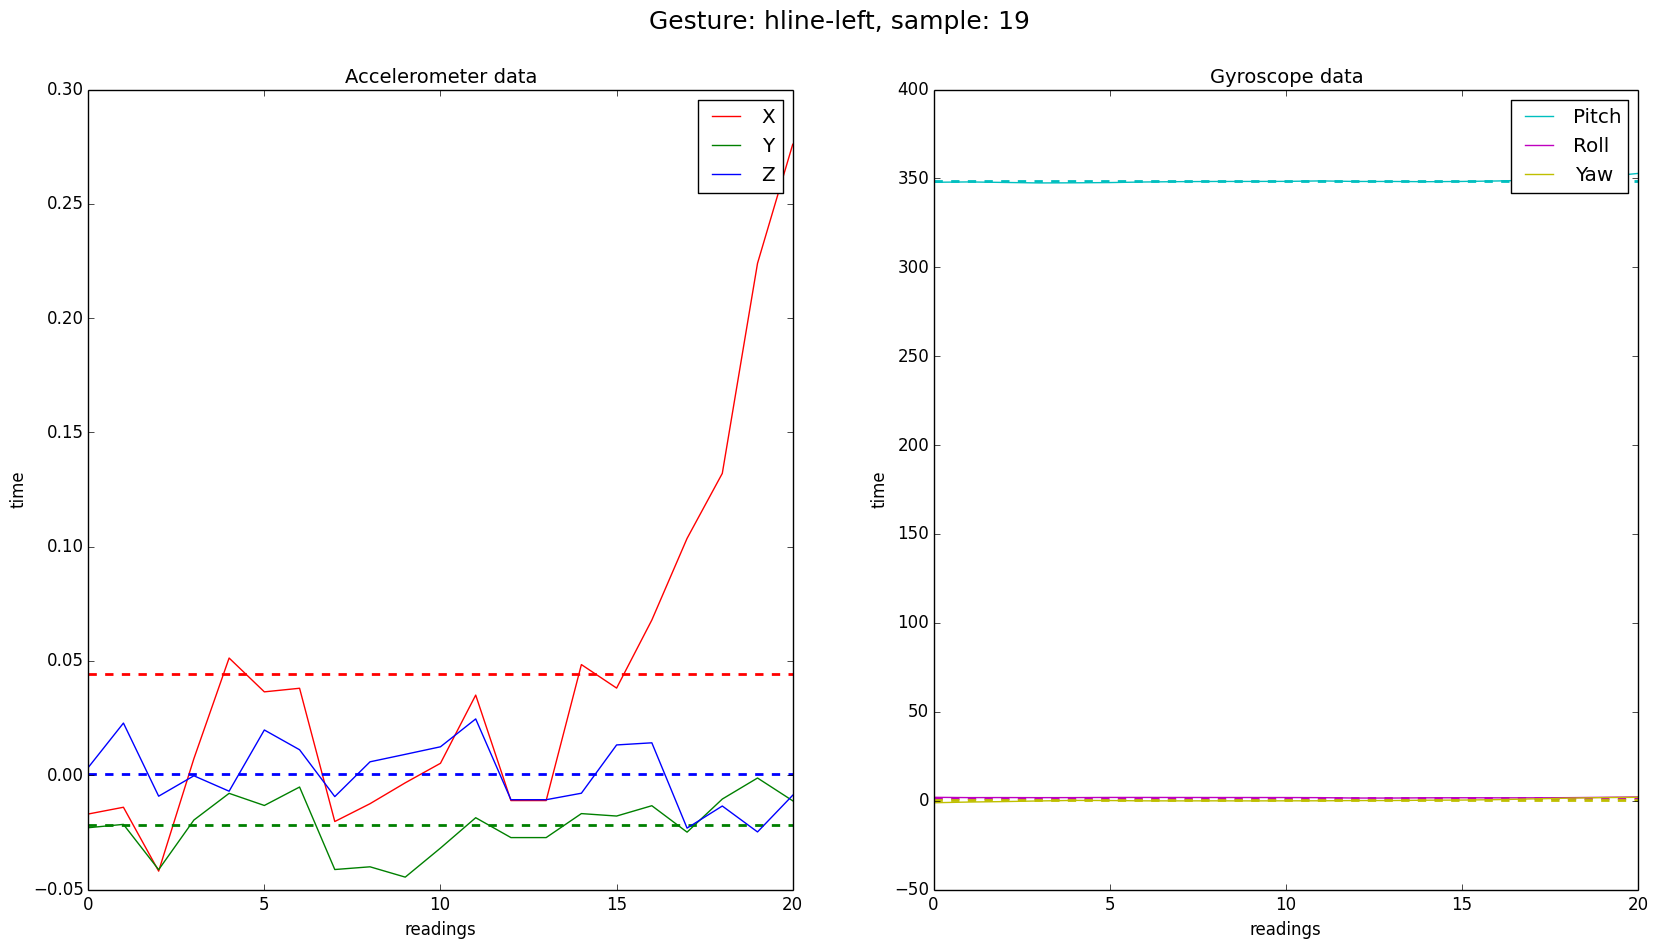 Gesture: hline-left, sample: 19
Accelerometer data
0.30
0.25
0.20
0.15
0.10
0.05
0.00
−0.05
time
0
5
10
15
20
readings
X
Y
Z
Gyroscope data
400
350
300
250
200
150
100
50
0
−50
time
0
5
10
15
20
readings
Pitch
Roll
Yaw